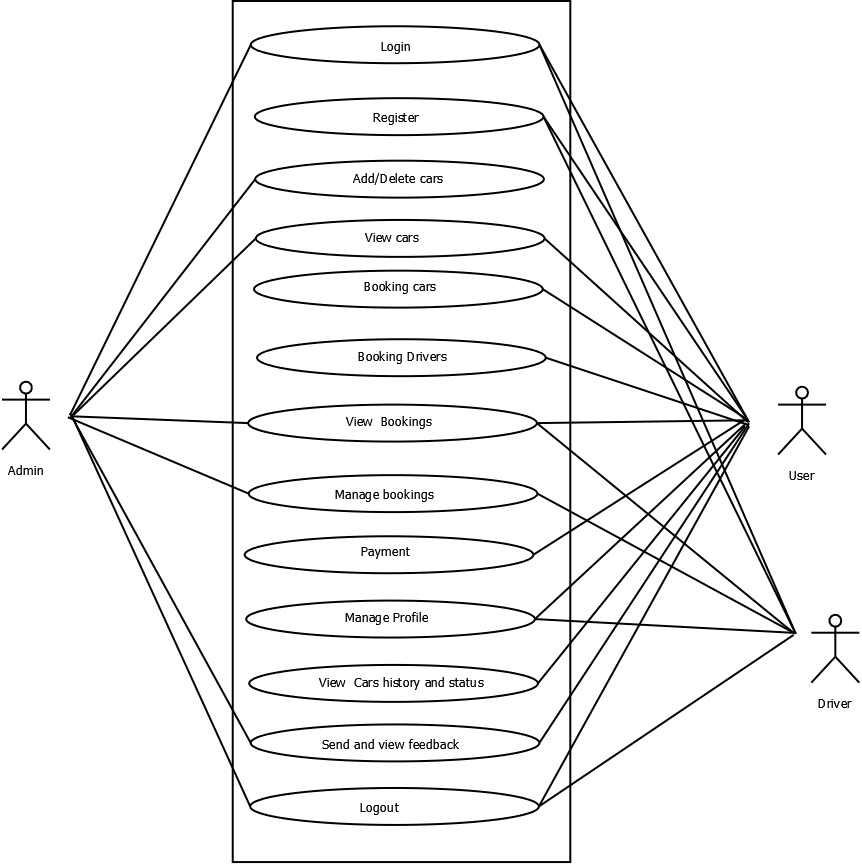 Login
Register
Add/Delete cars
View cars
Booking cars
Booking Drivers
View Bookings
Manage bookings
Payment
Manage Profile
View Cars history and status
Send and view feedback
Logout
Admin
User
Driver